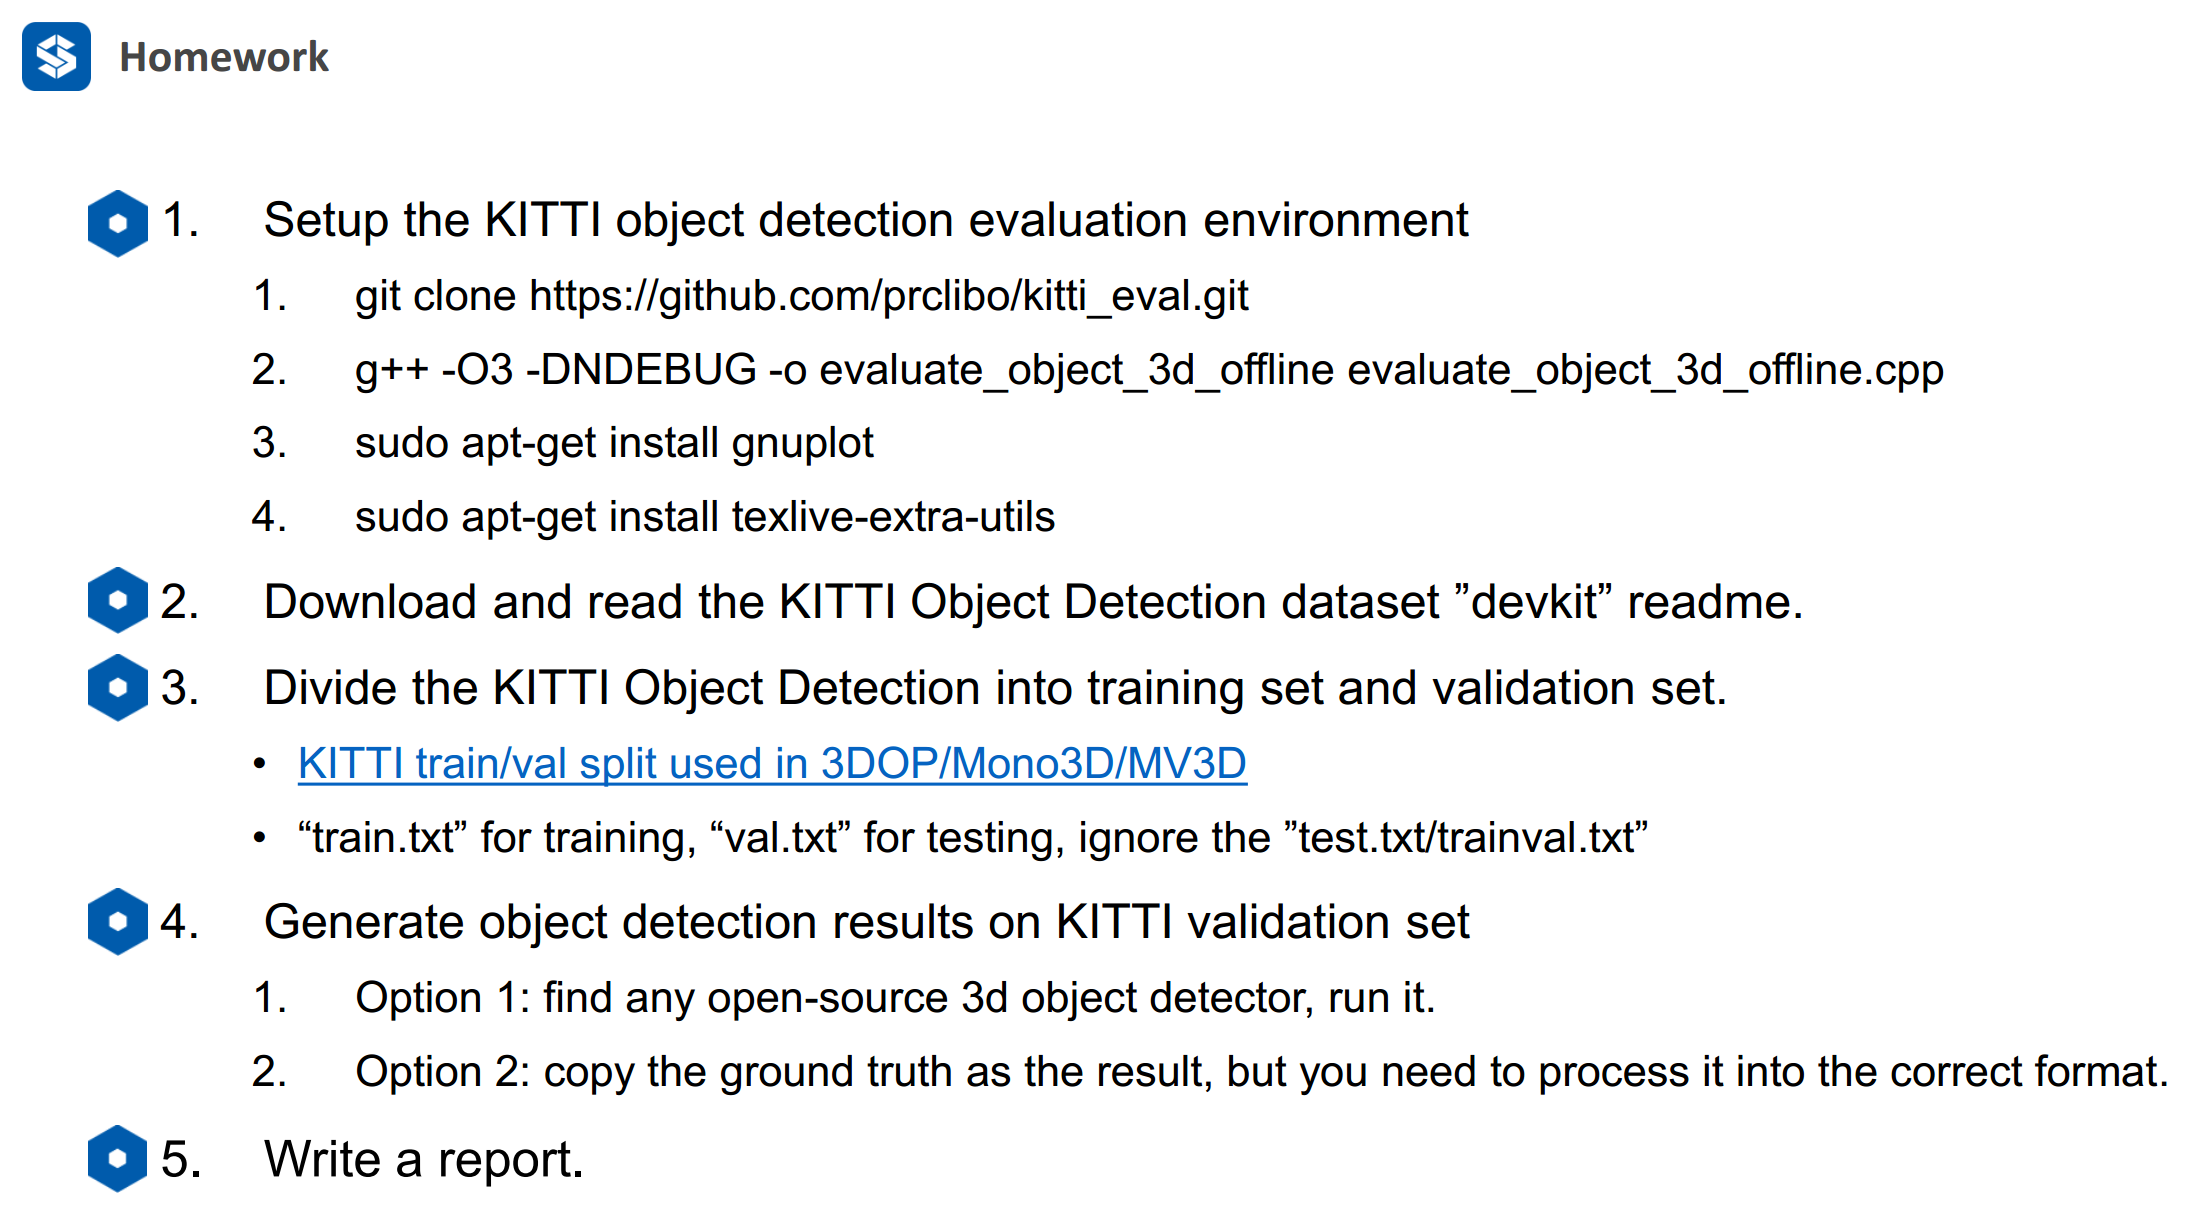 Homework
1. Setup the KITTI object detection evaluation environment
1. git clone https://github.com/prclibo/kitti_eval.git
2. g++ -O3 -DNDEBUG -o evaluate_object_3d_offline evaluate_object_3d_offline.cpp
3. sudo apt-get install gnuplot
4. sudo apt-get install texlive-extra-utils
2. Download and read the KITTI Object Detection dataset ”devkit” readme.
3. Divide the KITTI Object Detection into training set and validation set.
• KITTI train/val split used in 3DOP/Mono3D/MV3D
• “train.txt” for training, “val.txt” for testing, ignore the ”test.txt/trainval.txt”
4. Generate object detection results on KITTI validation set
1. Option 1: find any open-source 3d object detector, run it.
2. Option 2: copy the ground truth as the result, but you need to process it into the correct format.
5. Write a report.